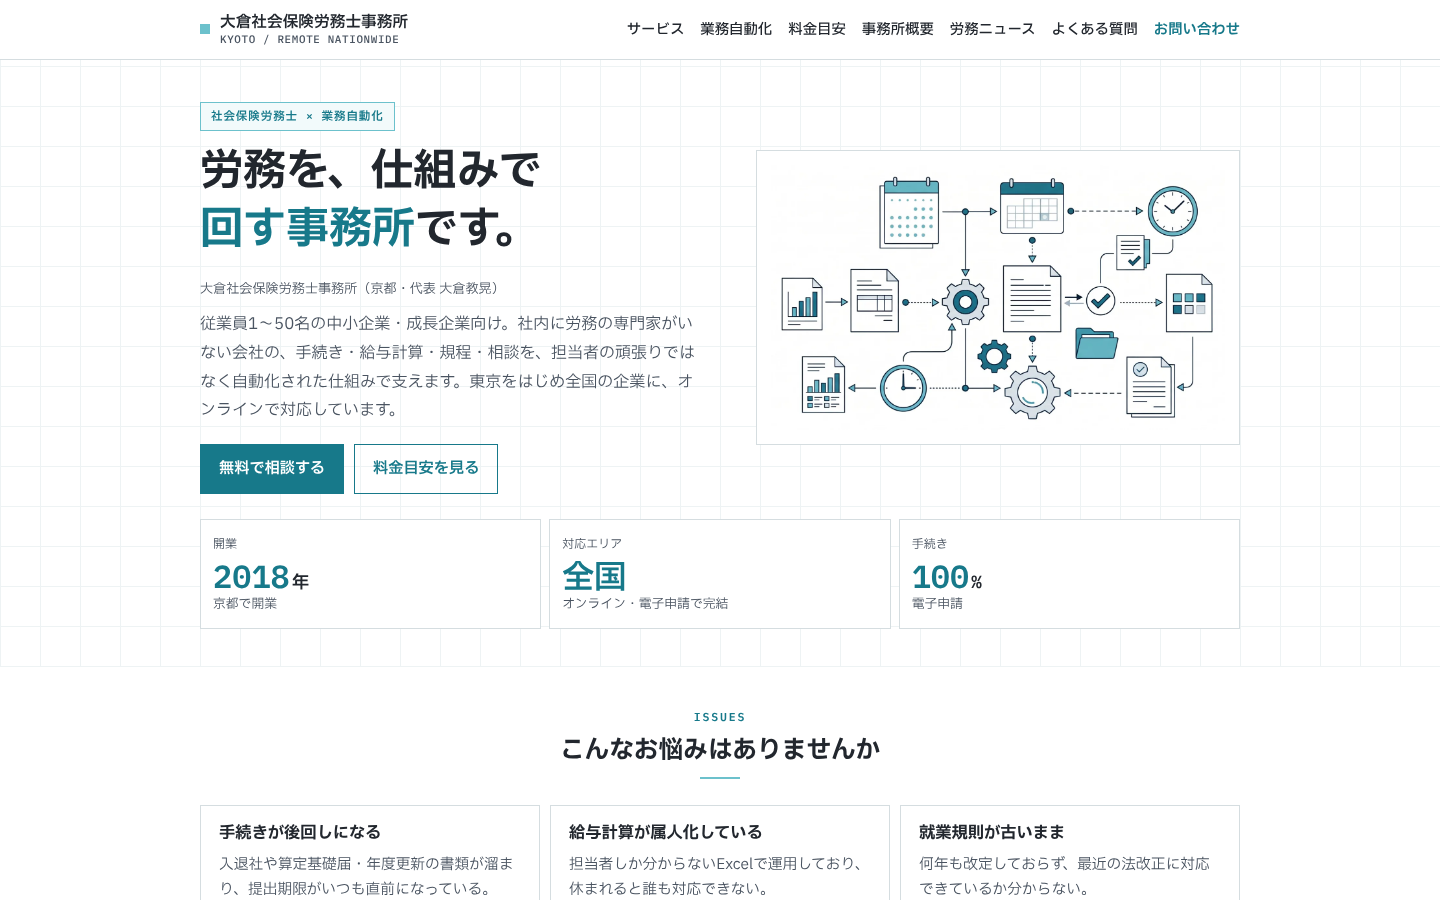 大倉社会保険労務士事務所
KYOTO / REMOTE NATIONWIDE
サービス 業務自動化 料金目安 事務所概要 労務ニュース よくある質問 お問い合わせ
社会保険労務士 × 業務自動化
労務を、仕組みで
回す事務所です。
大倉社会保険労務士事務所（京都・代表 大倉教晃）
従業員1〜50名の中小企業・成長企業向け。社内に労務の専門家がい
ない会社の、手続き・給与計算・規程・相談を、担当者の頑張りでは
なく自動化された仕組みで支えます。東京をはじめ全国の企業に、オ
ンラインで対応しています。
無料で相談する 料金目安を見る
開業
2018年
京都で開業
対応エリア
全国
オンライン・電子申請で完結
手続き
100%
電子申請
ISSUES
こんなお悩みはありませんか
手続きが後回しになる
入退社や算定基礎届・年度更新の書類が溜ま
り、提出期限がいつも直前になっている。
給与計算が属人化している
担当者しか分からないExcelで運用しており、
休まれると誰も対応できない。
就業規則が古いまま
何年も改定しておらず、最近の法改正に対応
できているか分からない。